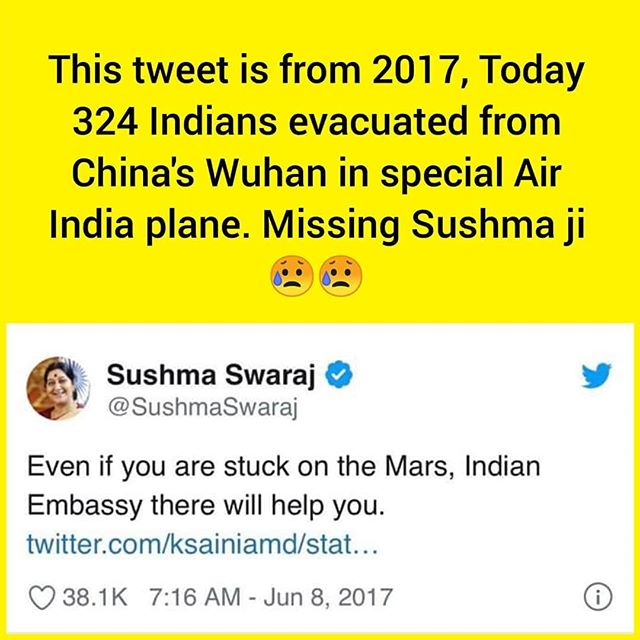 This tweet is from 2017, Today
324 Indians evacuated from
China's Wuhan in special Air
India plane. Missing Sushma ji
😥😥
Sushma Swaraj
@SushmaSwaraj
Even if you are stuck on the Mars, Indian
Embassy there will help you.
twitter.com/ksainiamd/stat...
38.1K 7:16 AM - Jun 8, 2017